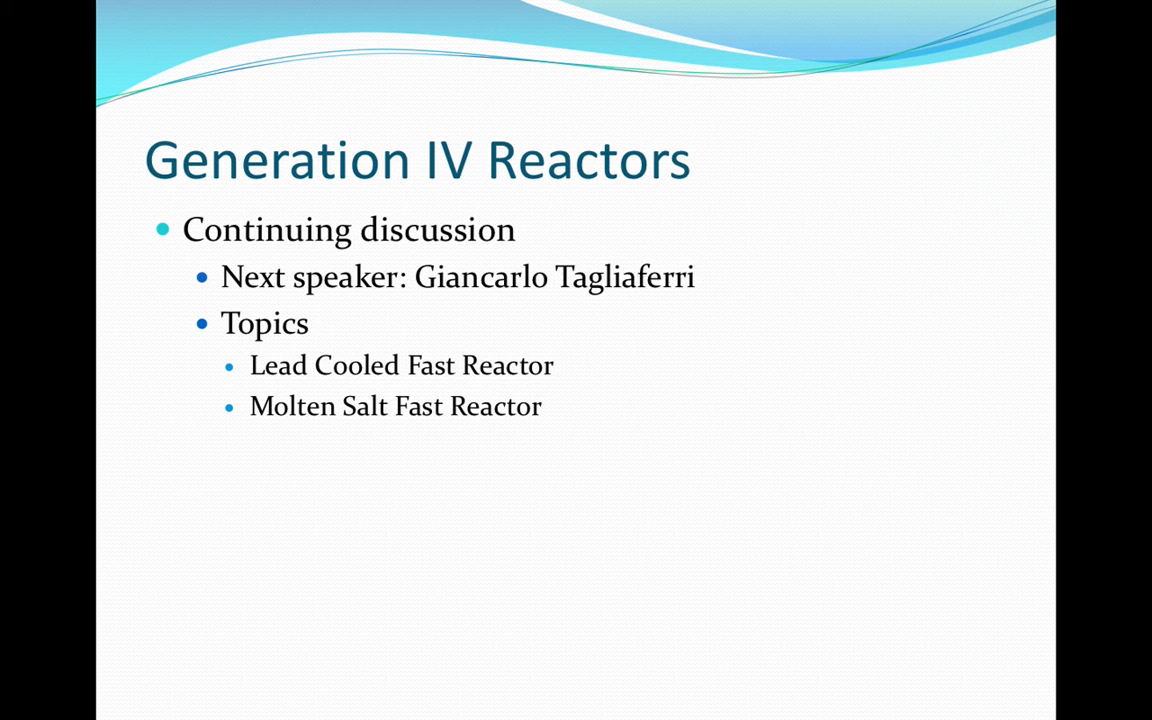 Generation IV Reactors
Continuing discussion
Next speaker: Giancarlo Tagliaferri
Topics
Lead Cooled Fast Reactor
Molten Salt Fast Reactor